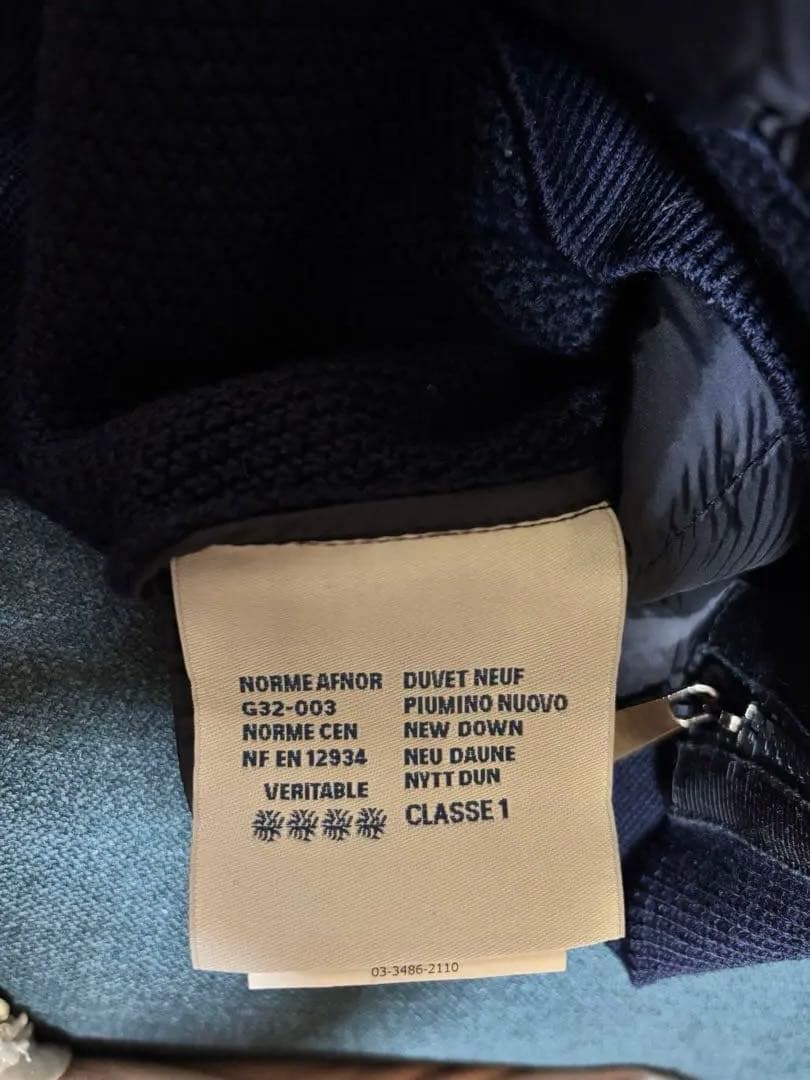 NORME AFNOR
G32-003
NORME CEN
NF EN 12934
VERITABLE
DUVET NEUF
PIUMINO NUOVO
NEW DOWN
NEU DAUNE
NYTT DUN
CLASSE 1
03-3486-2110